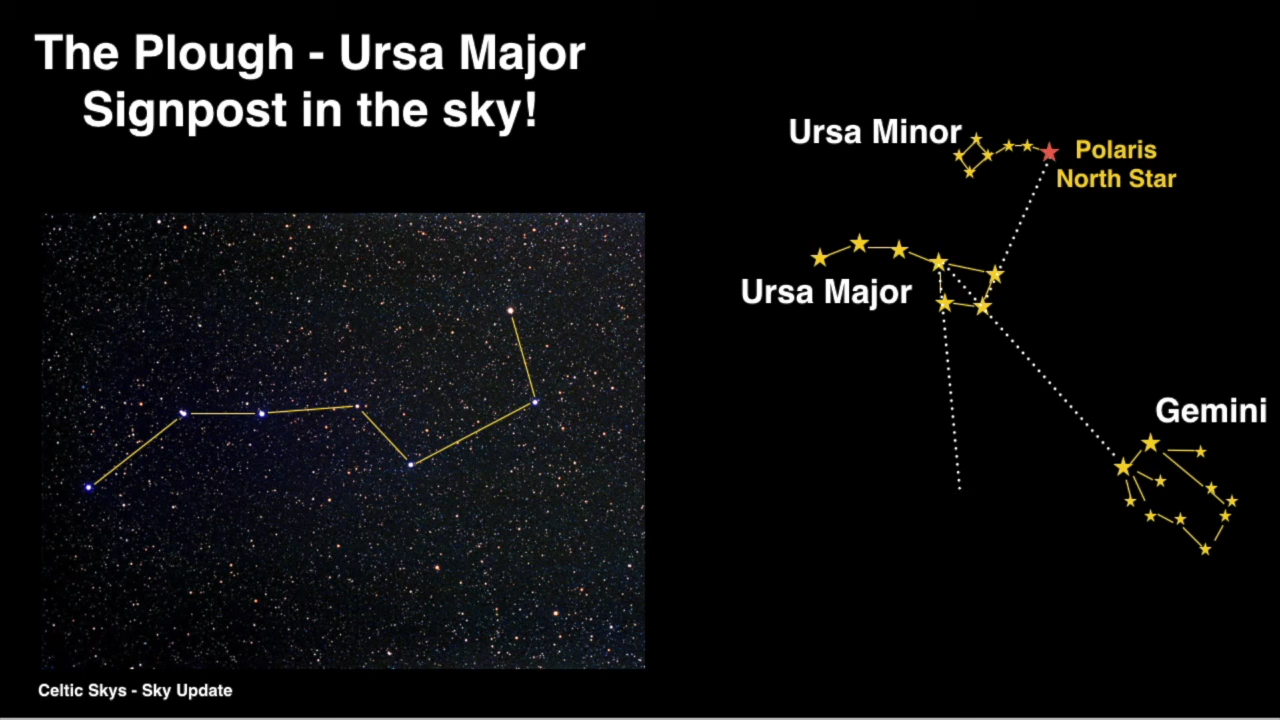 The Plough - Ursa Major
Signpost in the sky!
Ursa Minor
Polaris
North Star
Ursa Major
Gemini
Celtic Skys - Sky Update